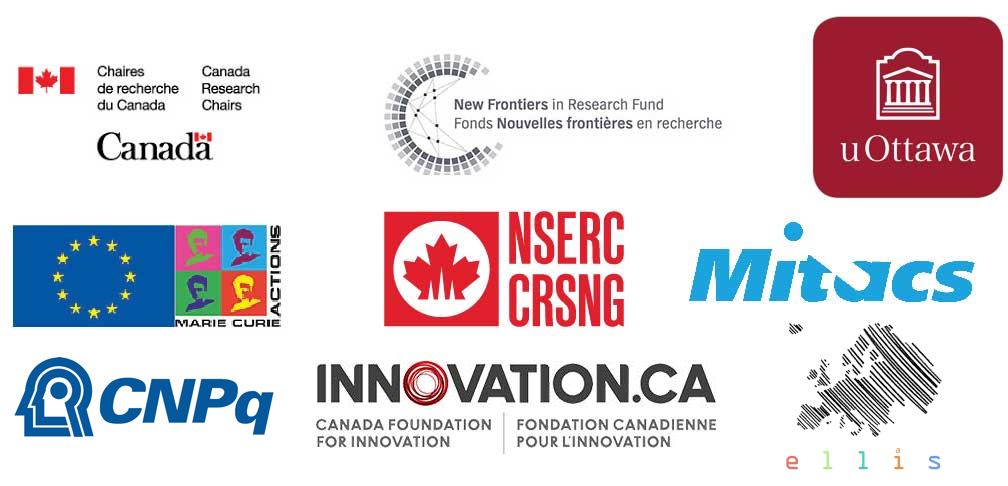 Chaires
de recherche
du Canada
Canada
Research
Chairs
Canada
New Frontiers in Research Fund
Fonds Nouvelles frontières en recherche
uOttawa
MARIE CURIE
ACTIONS
NSERC
CRSNG
Mitacs
CNPq
INNOVATION.CA
CANADA FOUNDATION
FOR INNOVATION
FONDATION CANADIENNE
POUR L'INNOVATION
ellis